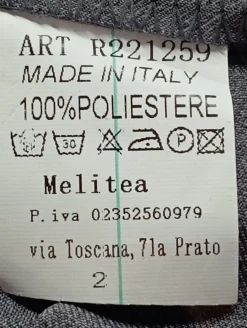 ART R221259
MADE IN ITALY
100%POLIESTERE
30 P
Melitea
P. iva 02352560979
via Toscana, 71a Prato
2